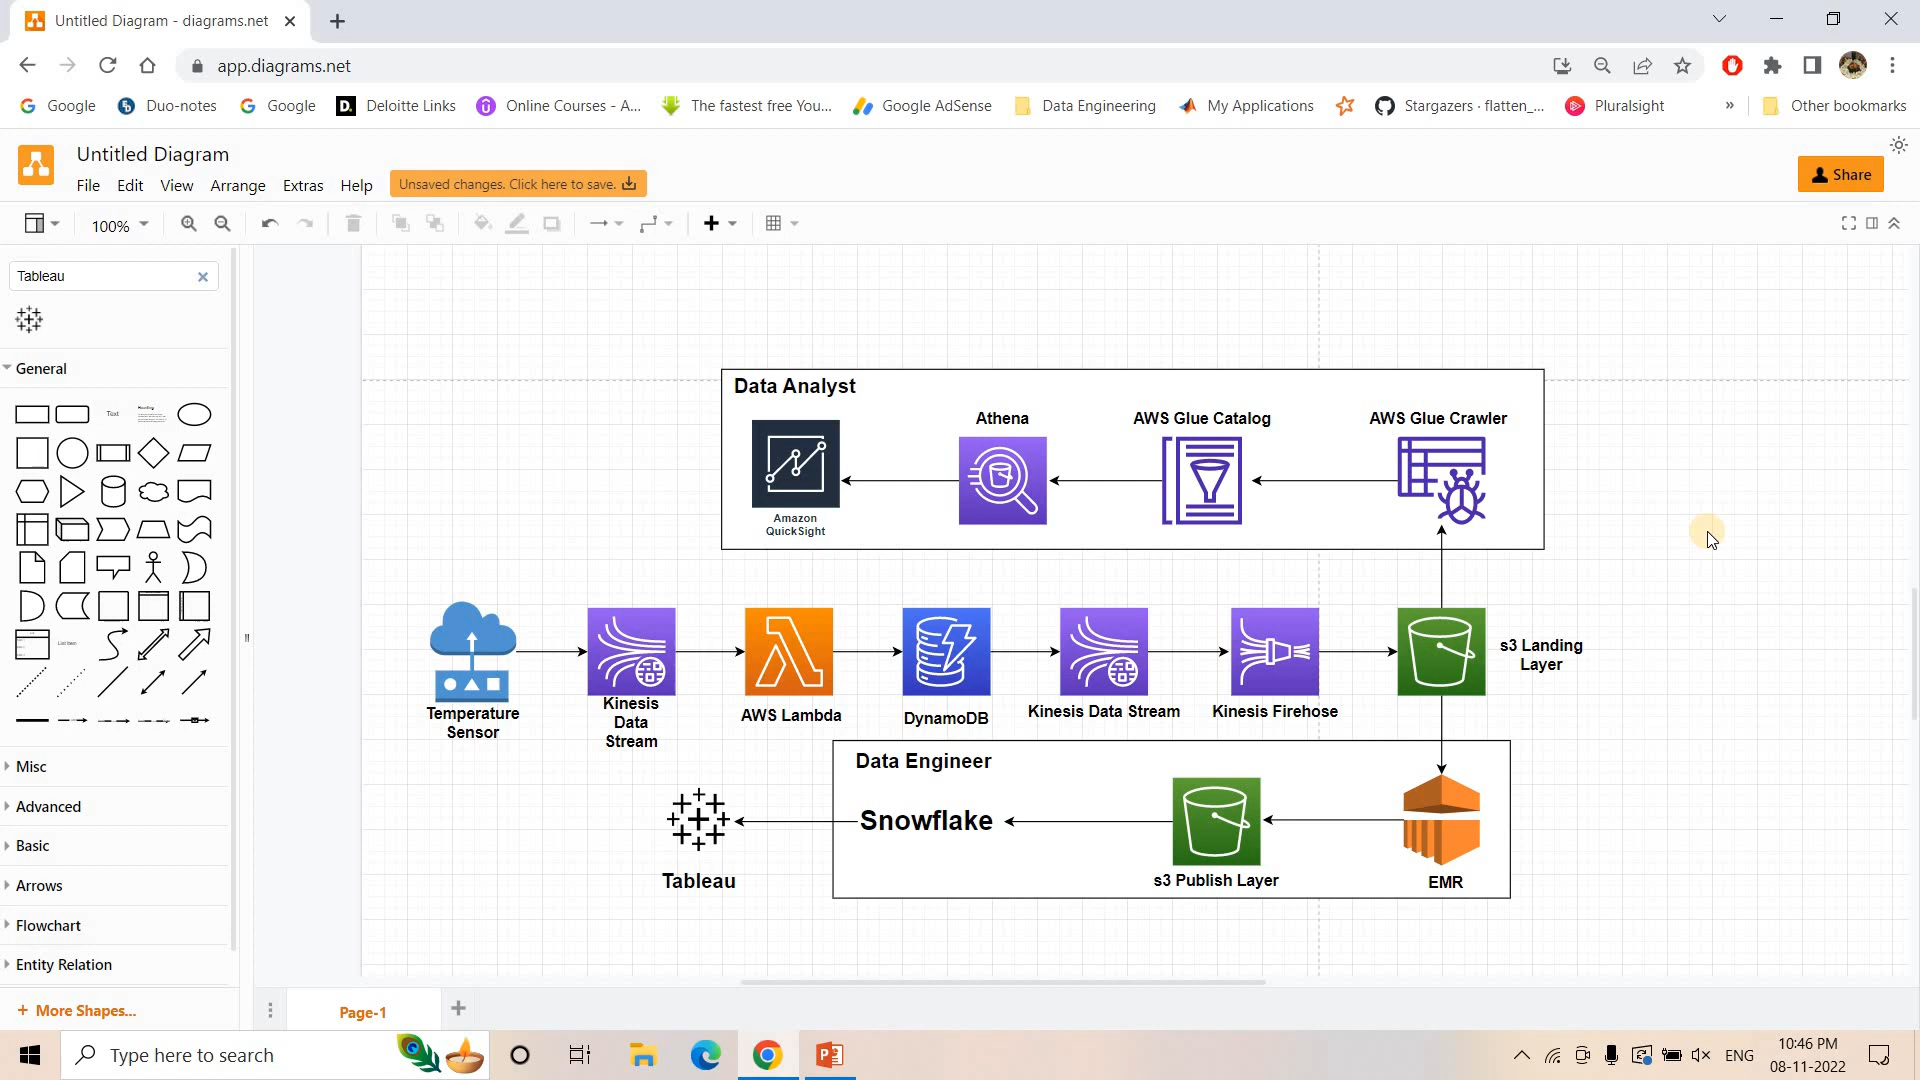 Untitled Diagram - diagrams.net
app.diagrams.net
Google
Duo-notes
Google
D.
Deloitte Links
Online Courses - A...
The fastest free You...
Google AdSense
Data Engineering
My Applications
Stargazers · flatten_...
Pluralsight
»
Other bookmarks
Untitled Diagram
File
Edit
View
Arrange
Extras
Help
Unsaved changes. Click here to save.
Share
100%
Tableau
General
Text
Heading
List Item
Misc
Advanced
Basic
Arrows
Flowchart
Entity Relation
+ More Shapes...
Data Analyst
Athena
AWS Glue Catalog
AWS Glue Crawler
Amazon
QuickSight
s3 Landing
Layer
Temperature
Sensor
Kinesis
Data
Stream
AWS Lambda
DynamoDB
Kinesis Data Stream
Kinesis Firehose
Data Engineer
Snowflake
Tableau
s3 Publish Layer
EMR
Page-1
Type here to search
ENG
10:46 PM
08-11-2022